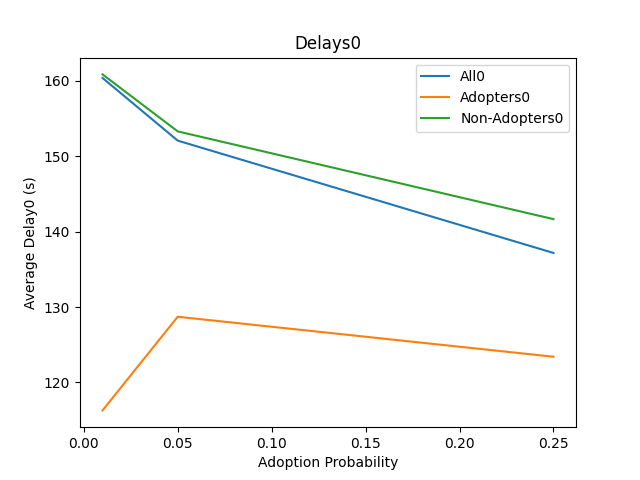 Delays0
All0
Adopters0
Non-Adopters0
Average Delay0 (s)
160
150
140
130
120
0.00 0.05 0.10 0.15 0.20 0.25
Adoption Probability